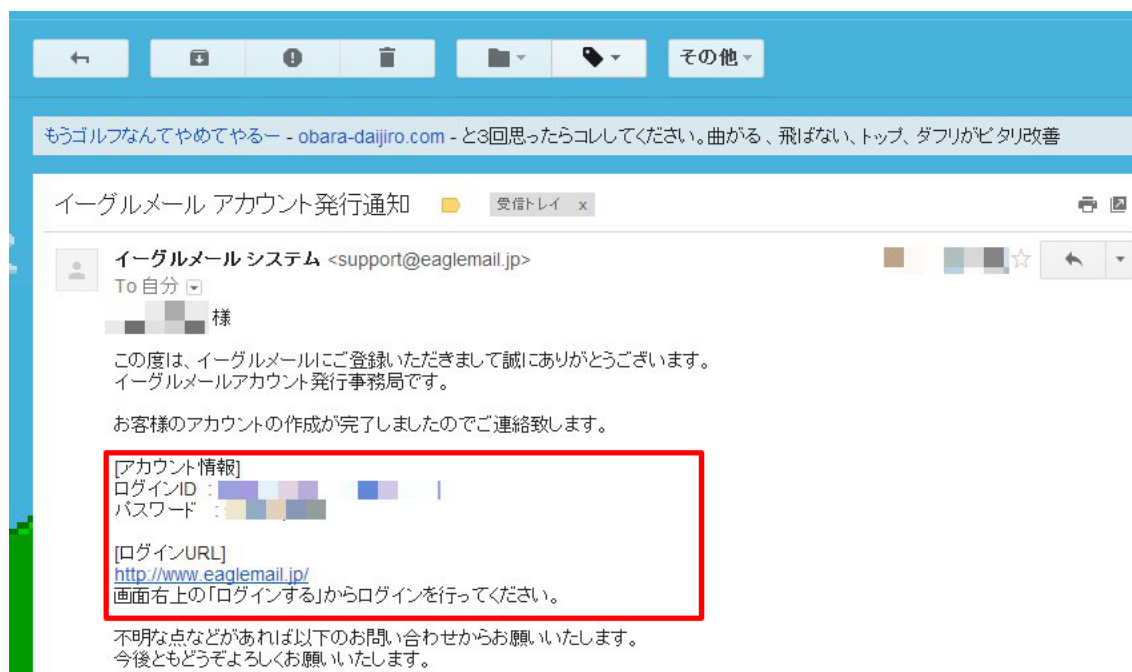 その他
もうゴルフなんてやめてやるー - obara-daijiro.com - と3回思ったらコレしてください。曲がる、飛ばない、トップ、ダフリがピタリ改善
イーグルメール アカウント発行通知 受信トレイ x
イーグルメール システム <support@eaglemail.jp>
To 自分
様
この度は、イーグルメールにご登録いただきまして誠にありがとうございます。
イーグルメールアカウント発行事務局です。
お客様のアカウントの作成が完了しましたのでご連絡致します。
[アカウント情報]
ログインID :
パスワード :
[ログインURL]
http://www.eaglemail.jp/
画面右上の「ログインする」からログインを行ってください。
不明な点などがあれば以下のお問い合わせからお願いいたします。
今後ともどうぞよろしくお願いいたします。